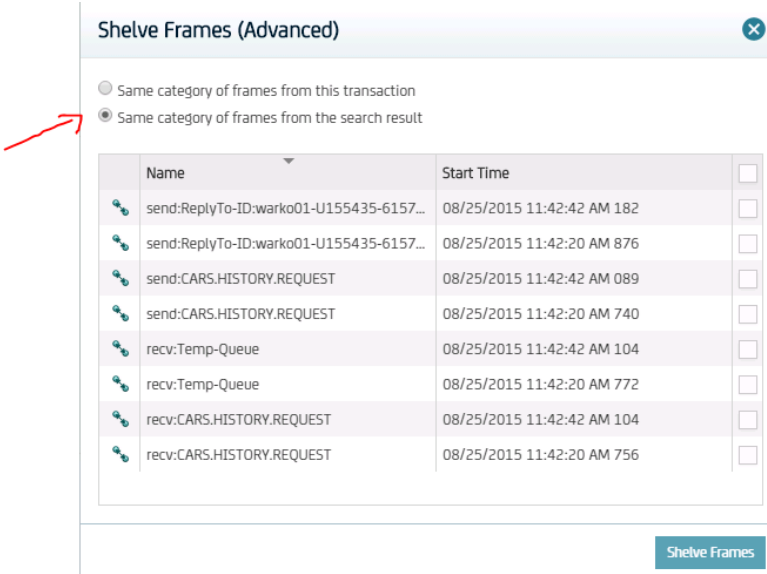 Shelve Frames (Advanced)
Same category of frames from this transaction
Same category of frames from the search result
Name Start Time
send:ReplyTo-ID:warko01-U155435-6157... 08/25/2015 11:42:42 AM 182
send:ReplyTo-ID:warko01-U155435-6157... 08/25/2015 11:42:20 AM 876
send:CARS.HISTORY.REQUEST 08/25/2015 11:42:42 AM 089
send:CARS.HISTORY.REQUEST 08/25/2015 11:42:20 AM 740
recv:Temp-Queue 08/25/2015 11:42:42 AM 104
recv:Temp-Queue 08/25/2015 11:42:20 AM 772
recv:CARS.HISTORY.REQUEST 08/25/2015 11:42:42 AM 104
recv:CARS.HISTORY.REQUEST 08/25/2015 11:42:20 AM 756
Shelve Frames